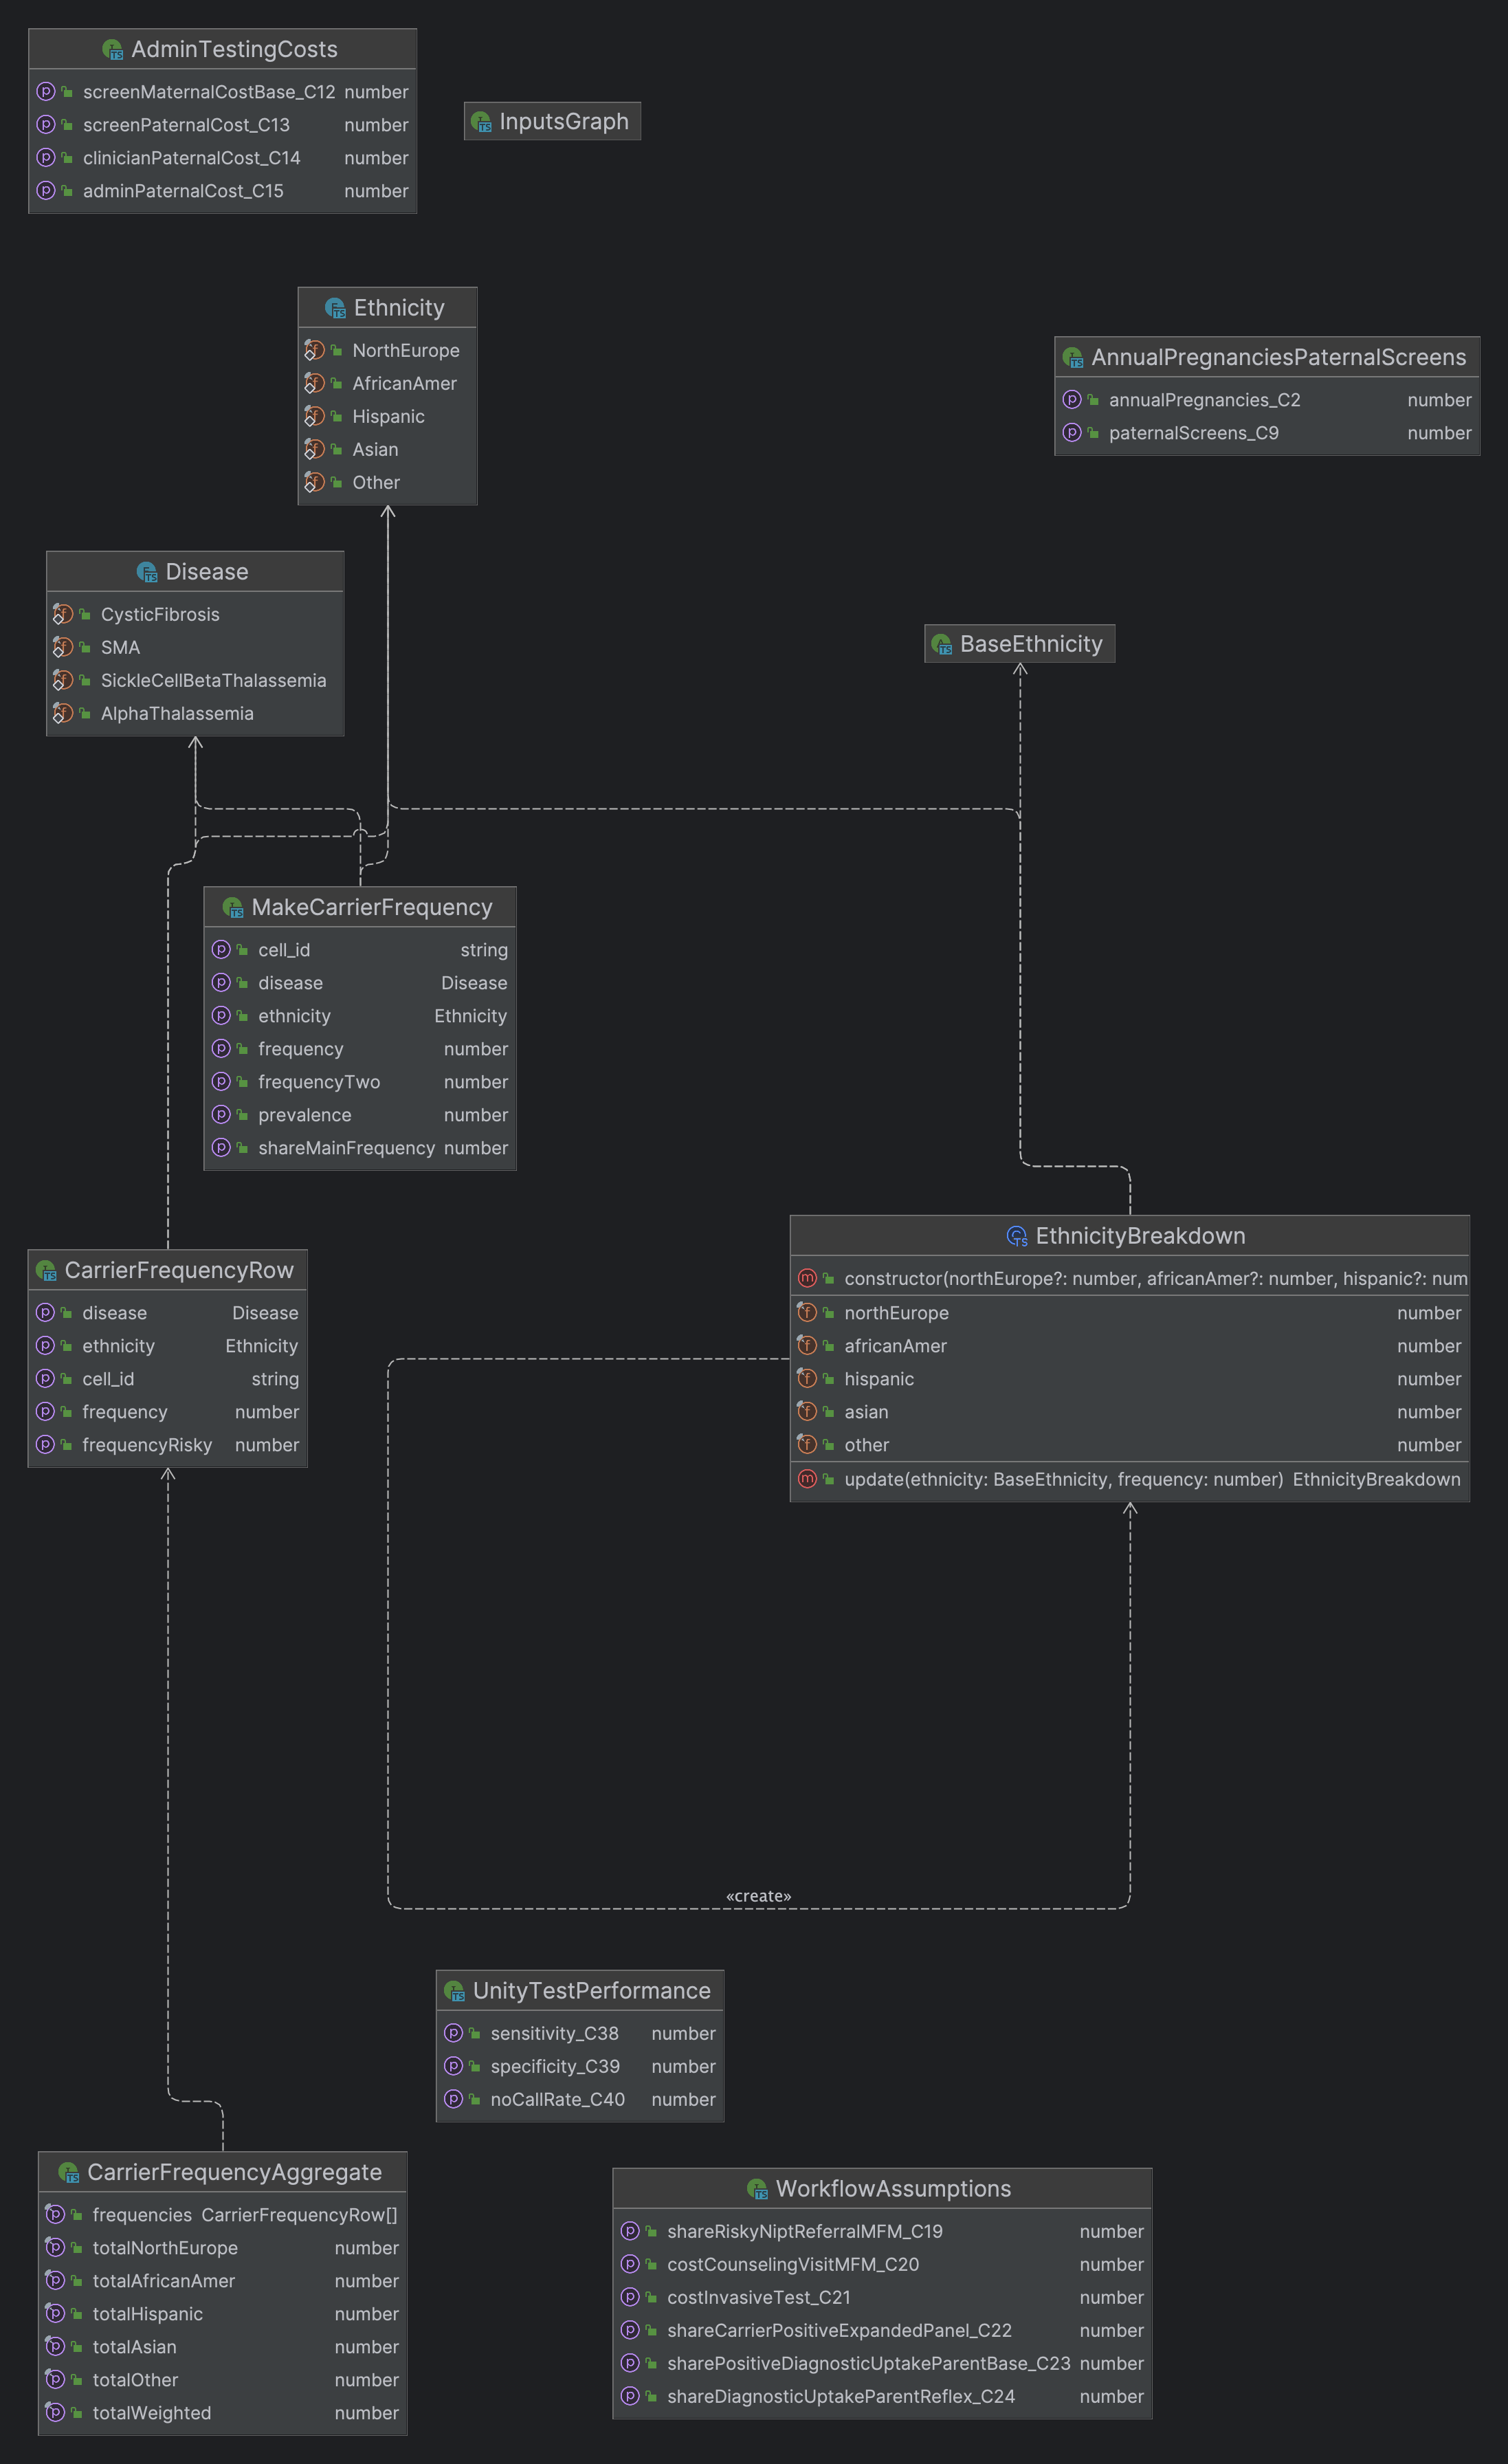 AdminTestingCosts
screenMaternalCostBase_C12 number
screenPaternalCost_C13 number
clinicianPaternalCost_C14 number
adminPaternalCost_C15 number
InputsGraph
Ethnicity
NorthEurope
AfricanAmer
Hispanic
Asian
Other
AnnualPregnanciesPaternalScreens
annualPregnancies_C2 number
paternalScreens_C9 number
Disease
CysticFibrosis
SMA
SickleCellBetaThalassemia
AlphaThalassemia
BaseEthnicity
MakeCarrierFrequency
cell_id string
disease Disease
ethnicity Ethnicity
frequency number
frequencyTwo number
prevalence number
shareMainFrequency number
CarrierFrequencyRow
disease Disease
ethnicity Ethnicity
cell_id string
frequency number
frequencyRisky number
EthnicityBreakdown
constructor(northEurope?: number, africanAmer?: number, hispanic?: num
northEurope number
africanAmer number
hispanic number
asian number
other number
update(ethnicity: BaseEthnicity, frequency: number) EthnicityBreakdown
«create»
UnityTestPerformance
sensitivity_C38 number
specificity_C39 number
noCallRate_C40 number
CarrierFrequencyAggregate
frequencies CarrierFrequencyRow[]
totalNorthEurope number
totalAfricanAmer number
totalHispanic number
totalAsian number
totalOther number
totalWeighted number
WorkflowAssumptions
shareRiskyNiptReferralMFM_C19 number
costCounselingVisitMFM_C20 number
costInvasiveTest_C21 number
shareCarrierPositiveExpandedPanel_C22 number
sharePositiveDiagnosticUptakeParentBase_C23 number
shareDiagnosticUptakeParentReflex_C24 number